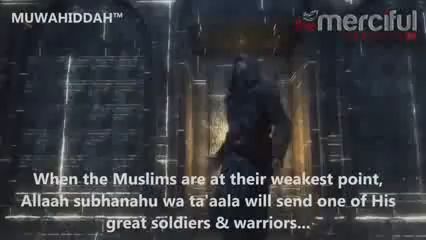 MUWAHIDDAH™
the merciful
When the Muslims are at their weakest point,
Allaah subhanahu wa ta'aala will send one of His
great soldiers & warriors...